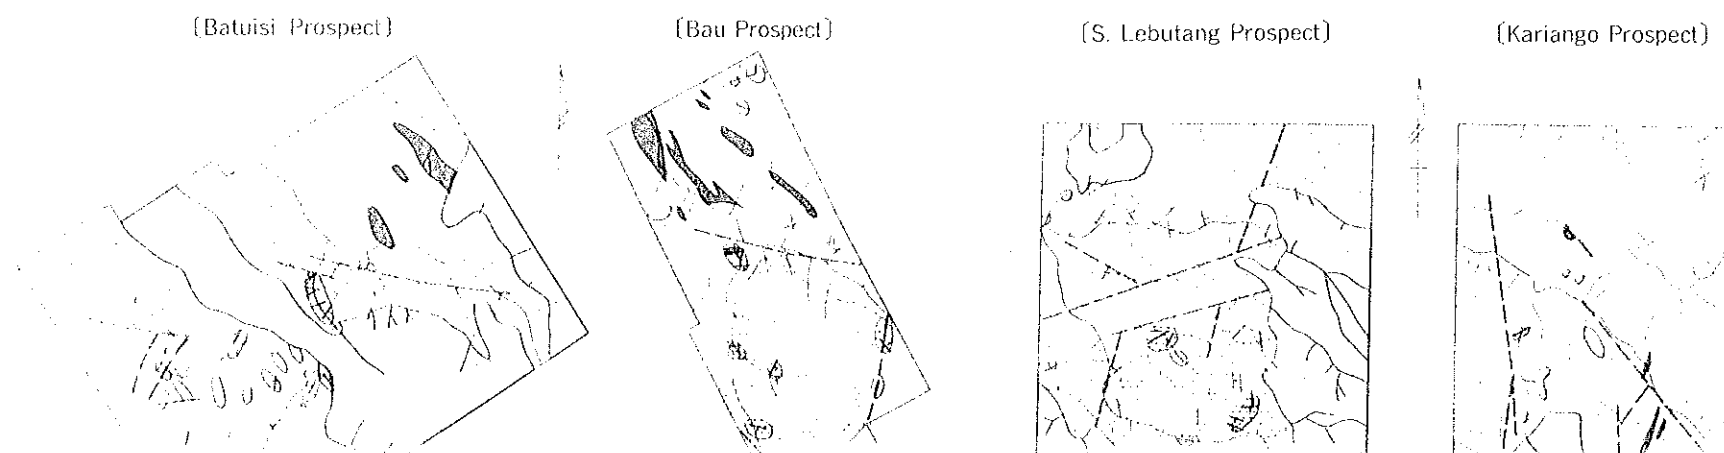 (Batuisi Prospect)
(Bau Prospect)
(S. Lebutang Prospect)
(Kariango Prospect)